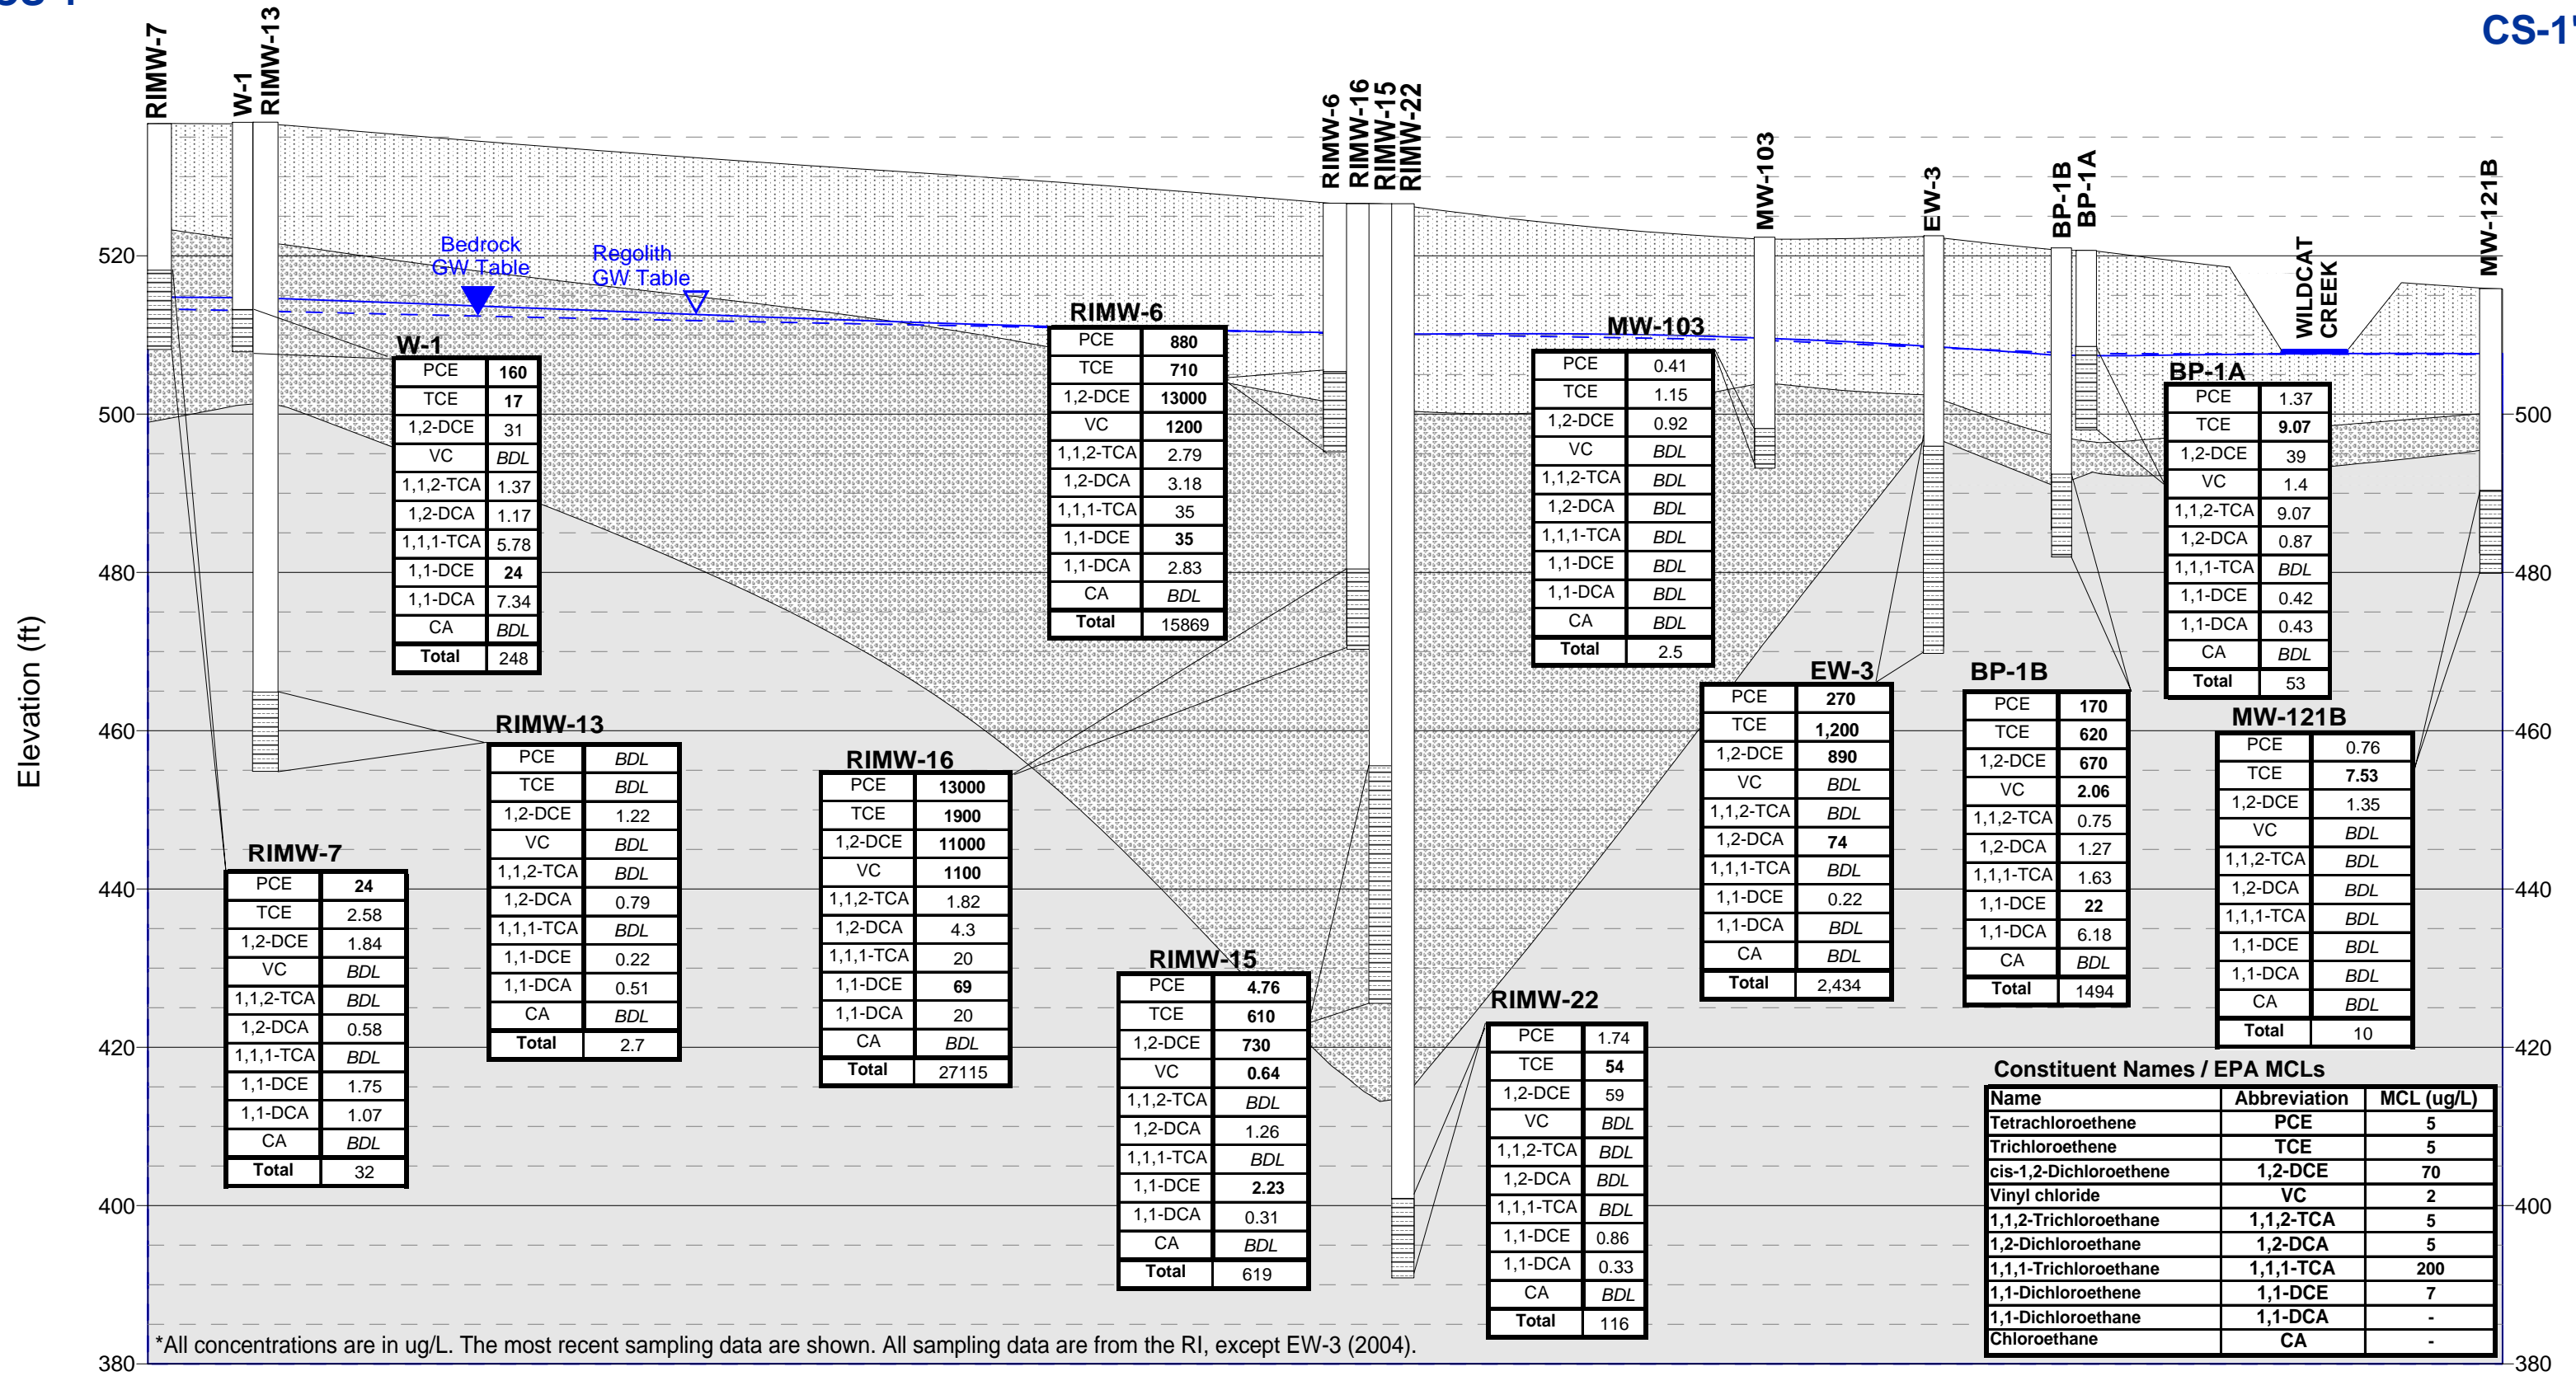 CS-1'
RIMW-7
W-1
RIMW-13
RIMW-6
RIMW-16
RIMW-15
RIMW-22
MW-103
EW-3
BP-1B
BP-1A
WILDCAT
CREEK
MW-121B
Elevation (ft)
520
500
480
460
440
420
400
380
500
480
460
440
420
400
380
Bedrock
GW Table
Regolith
GW Table
W-1
PCE 160
TCE 17
1,2-DCE 31
VC BDL
1,1,2-TCA 1.37
1,2-DCA 1.17
1,1,1-TCA 5.78
1,1-DCE 24
1,1-DCA 7.34
CA BDL
Total 248
RIMW-6
PCE 880
TCE 710
1,2-DCE 13000
VC 1200
1,1,2-TCA 2.79
1,2-DCA 3.18
1,1,1-TCA 35
1,1-DCE 35
1,1-DCA 2.83
CA BDL
Total 15869
MW-103
PCE 0.41
TCE 1.15
1,2-DCE 0.92
VC BDL
1,1,2-TCA BDL
1,2-DCA BDL
1,1,1-TCA BDL
1,1-DCE BDL
1,1-DCA BDL
CA BDL
Total 2.5
BP-1A
PCE 1.37
TCE 9.07
1,2-DCE 39
VC 1.4
1,1,2-TCA 9.07
1,2-DCA 0.87
1,1,1-TCA BDL
1,1-DCE 0.42
1,1-DCA 0.43
CA BDL
Total 53
RIMW-7
PCE 24
TCE 2.58
1,2-DCE 1.84
VC BDL
1,1,2-TCA BDL
1,2-DCA 0.58
1,1,1-TCA BDL
1,1-DCE 1.75
1,1-DCA 1.07
CA BDL
Total 32
RIMW-13
PCE BDL
TCE BDL
1,2-DCE 1.22
VC BDL
1,1,2-TCA BDL
1,2-DCA 0.79
1,1,1-TCA BDL
1,1-DCE 0.22
1,1-DCA 0.51
CA BDL
Total 2.7
RIMW-16
PCE 13000
TCE 1900
1,2-DCE 11000
VC 1100
1,1,2-TCA 1.82
1,2-DCA 4.3
1,1,1-TCA 20
1,1-DCE 69
1,1-DCA 20
CA BDL
Total 27115
RIMW-15
PCE 4.76
TCE 610
1,2-DCE 730
VC 0.64
1,1,2-TCA BDL
1,2-DCA 1.26
1,1,1-TCA BDL
1,1-DCE 2.23
1,1-DCA 0.31
CA BDL
Total 619
RIMW-22
PCE 1.74
TCE 54
1,2-DCE 59
VC BDL
1,1,2-TCA BDL
1,2-DCA BDL
1,1,1-TCA BDL
1,1-DCE 0.86
1,1-DCA 0.33
CA BDL
Total 116
EW-3
PCE 270
TCE 1,200
1,2-DCE 890
VC BDL
1,1,2-TCA BDL
1,2-DCA 74
1,1,1-TCA BDL
1,1-DCE 0.22
1,1-DCA BDL
CA BDL
Total 2,434
BP-1B
PCE 170
TCE 620
1,2-DCE 670
VC 2.06
1,1,2-TCA 0.75
1,2-DCA 1.27
1,1,1-TCA 1.63
1,1-DCE 22
1,1-DCA 6.18
CA BDL
Total 1494
MW-121B
PCE 0.76
TCE 7.53
1,2-DCE 1.35
VC BDL
1,1,2-TCA BDL
1,2-DCA BDL
1,1,1-TCA BDL
1,1-DCE BDL
1,1-DCA BDL
CA BDL
Total 10
Constituent Names / EPA MCLs
Name Abbreviation MCL (ug/L)
Tetrachloroethene PCE 5
Trichloroethene TCE 5
cis-1,2-Dichloroethene 1,2-DCE 70
Vinyl chloride VC 2
1,1,2-Trichloroethane 1,1,2-TCA 5
1,2-Dichloroethane 1,2-DCA 5
1,1,1-Trichloroethane 1,1,1-TCA 200
1,1-Dichloroethene 1,1-DCE 7
1,1-Dichloroethane 1,1-DCA -
Chloroethane CA -
*All concentrations are in ug/L. The most recent sampling data are shown. All sampling data are from the RI, except EW-3 (2004).